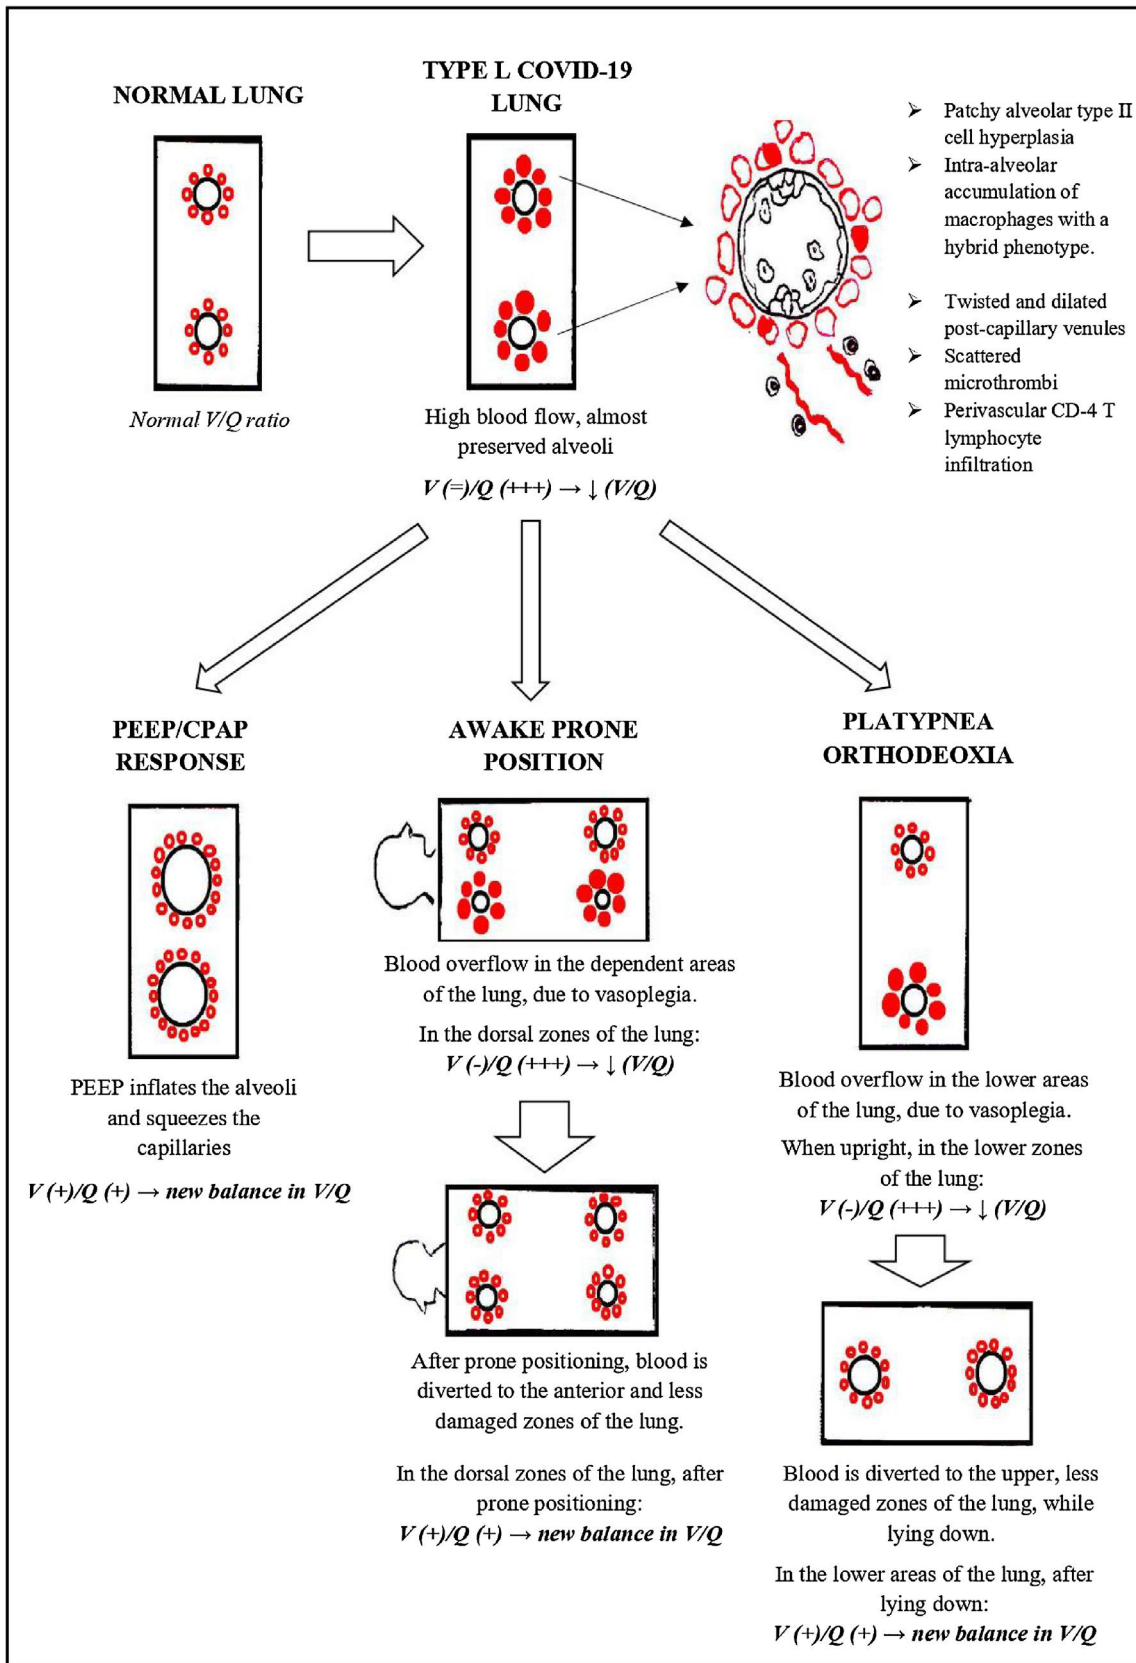 NORMAL LUNG
Normal V/Q ratio
TYPE L COVID-19
LUNG
High blood flow, almost
preserved alveoli
V (=)/Q (+++) → ↓ (V/Q)
➢ Patchy alveolar type II
cell hyperplasia
➢ Intra-alveolar
accumulation of
macrophages with a
hybrid phenotype.
➢ Twisted and dilated
post-capillary venules
➢ Scattered
microthrombi
➢ Perivascular CD-4 T
lymphocyte
infiltration
PEEP/CPAP
RESPONSE
PEEP inflates the alveoli
and squeezes the
capillaries
V (+)/Q (+) → new balance in V/Q
AWAKE PRONE
POSITION
Blood overflow in the dependent areas
of the lung, due to vasoplegia.
In the dorsal zones of the lung:
V (-)/Q (+++) → ↓ (V/Q)
After prone positioning, blood is
diverted to the anterior and less
damaged zones of the lung.
In the dorsal zones of the lung, after
prone positioning:
V (+)/Q (+) → new balance in V/Q
PLATYPNEA
ORTHODEOXIA
Blood overflow in the lower areas
of the lung, due to vasoplegia.
When upright, in the lower zones
of the lung:
V (-)/Q (+++) → ↓ (V/Q)
Blood is diverted to the upper, less
damaged zones of the lung, while
lying down.
In the lower areas of the lung, after
lying down:
V (+)/Q (+) → new balance in V/Q